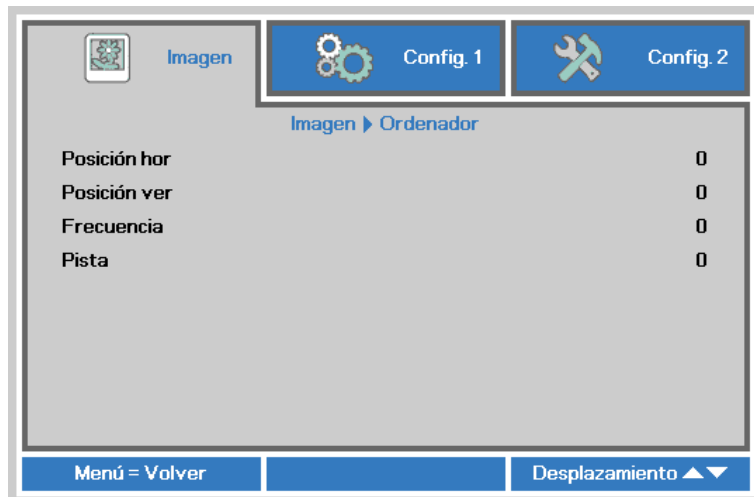 Imagen Config. 1 Config. 2
Imagen ▶ Ordenador
Posición hor 0
Posición ver 0
Frecuencia 0
Pista 0
Menú = Volver Desplazamiento ▲▼